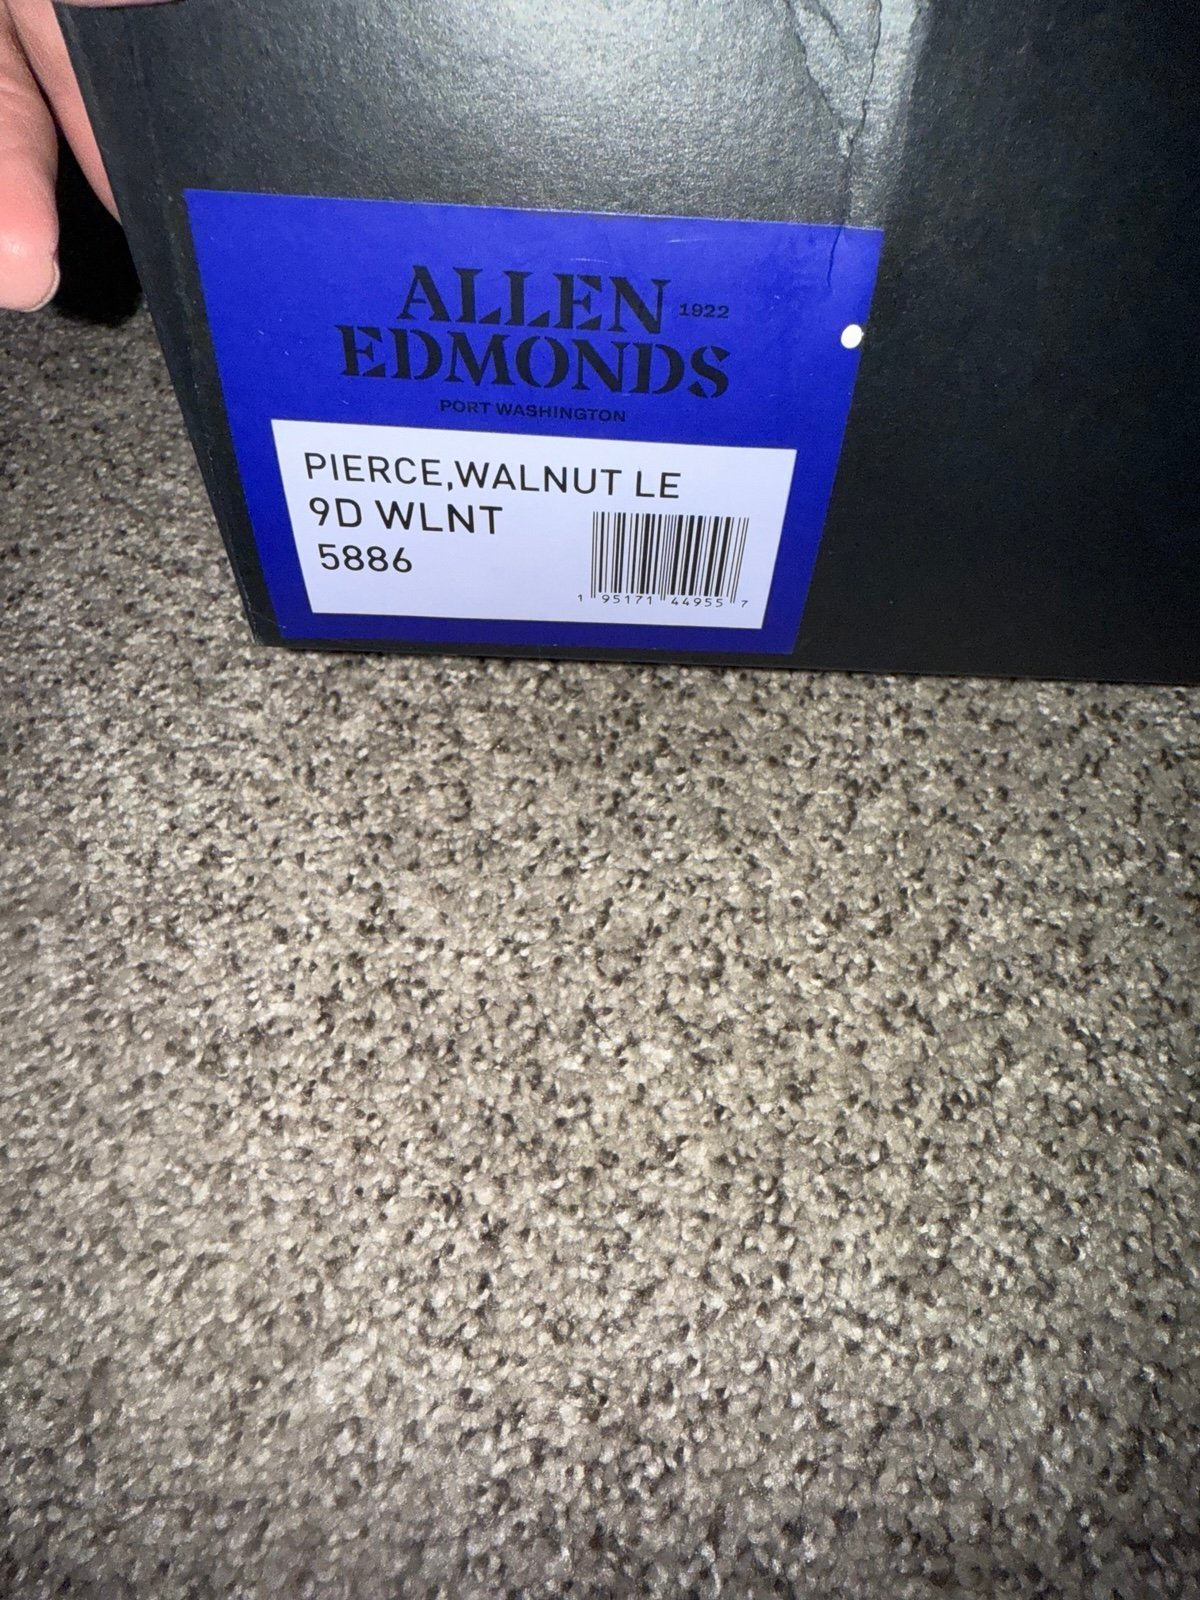 ALLEN 1922
EDMONDS
PORT WASHINGTON
PIERCE,WALNUT LE
9D WLNT
5886
1 95171 44955 7